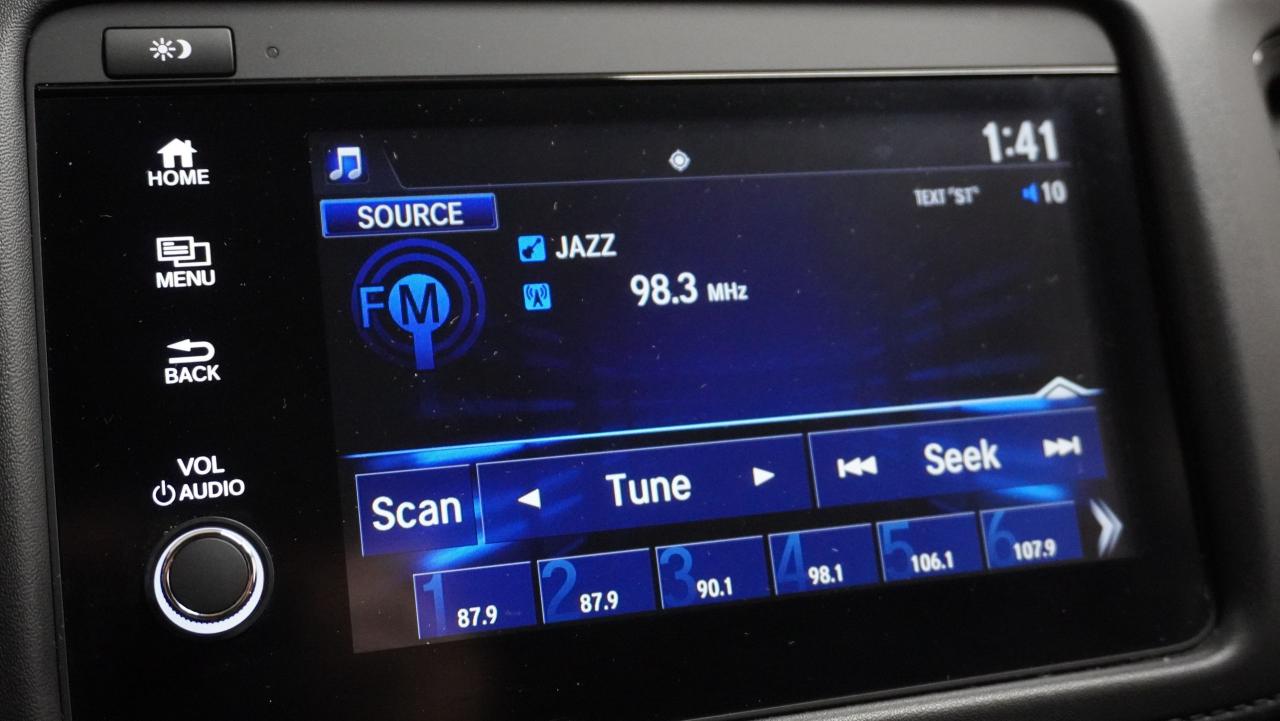 HOME
MENU
BACK
VOL
AUDIO
1:41
TEXT "ST"
10
SOURCE
FM
JAZZ
98.3 MHz
Scan
Tune
Seek
1 87.9
2 87.9
3 90.1
4 98.1
5 106.1
6 107.9